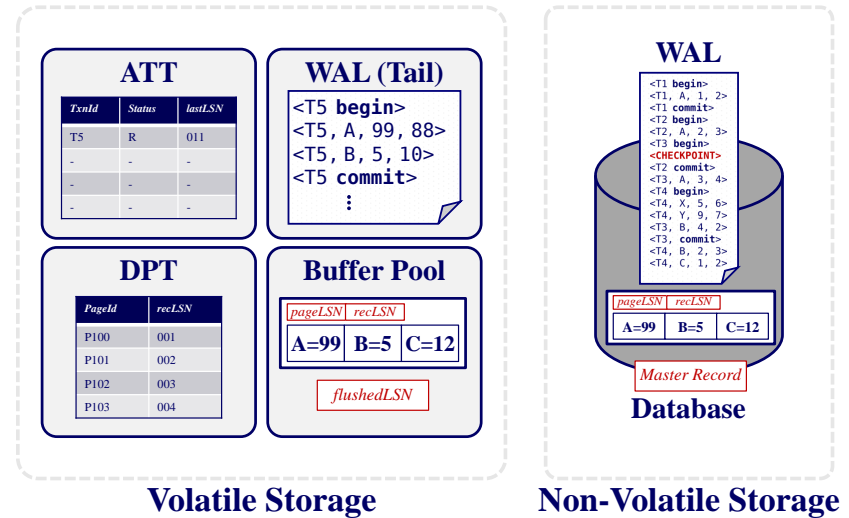 ATT
TxnId Status lastLSN
T5 R 011
- - -
- - -
- - -
WAL (Tail)
<T5 begin>
<T5, A, 99, 88>
<T5, B, 5, 10>
<T5 commit>
⋮
DPT
PageId recLSN
P100 001
P101 002
P102 003
P103 004
Buffer Pool
pageLSN recLSN
A=99 B=5 C=12
flushedLSN
Volatile Storage
WAL
<T1 begin>
<T1, A, 1, 2>
<T1 commit>
<T2 begin>
<T2, A, 2, 3>
<T3 begin>
<CHECKPOINT>
<T2 commit>
<T3, A, 3, 4>
<T4 begin>
<T4, X, 5, 6>
<T4, Y, 9, 7>
<T3, B, 4, 2>
<T3, commit>
<T4, B, 2, 3>
<T4, C, 1, 2>
pageLSN recLSN
A=99 B=5 C=12
Master Record
Database
Non-Volatile Storage